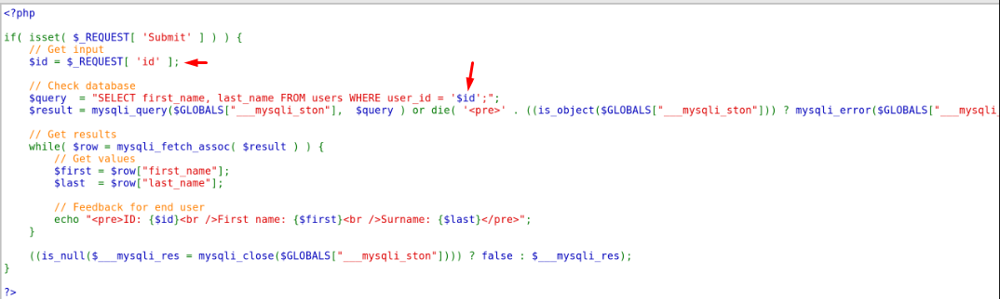 <?php
if( isset( $_REQUEST[ 'Submit' ] ) ) {
// Get input
$id = $_REQUEST[ 'id' ];
// Check database
$query  = "SELECT first_name, last_name FROM users WHERE user_id = '$id';";
$result = mysqli_query($GLOBALS["___mysqli_ston"],  $query ) or die( '<pre>' . ((is_object($GLOBALS["___mysqli_ston"])) ? mysqli_error($GLOBALS["___mysqli_
// Get results
while( $row = mysqli_fetch_assoc( $result ) ) {
// Get values
$first = $row["first_name"];
$last  = $row["last_name"];
// Feedback for end user
echo "<pre>ID: {$id}<br />First name: {$first}<br />Surname: {$last}</pre>";
}
((is_null($___mysqli_res = mysqli_close($GLOBALS["___mysqli_ston"]))) ? false : $___mysqli_res);
}
?>